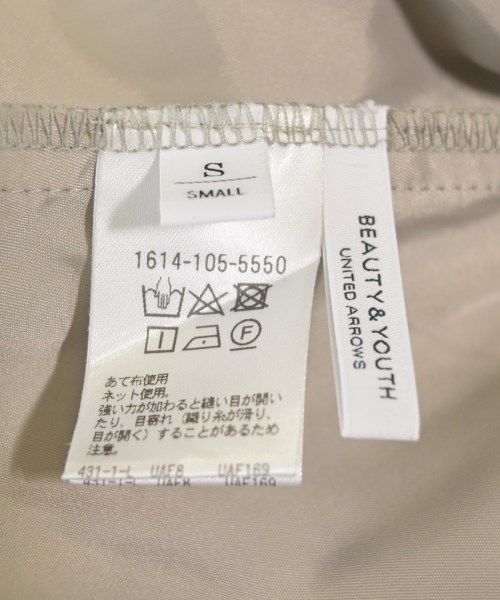 S
SMALL
1614-105-5550
あて布使用
ネット使用。
強い力が加わると縫い目が開い
たり、目寄れ（織り糸が滑り、
目が開く）することがあるため
注意。
431-1-L UAF8 UAF169
BEAUTY & YOUTH
UNITED ARROWS